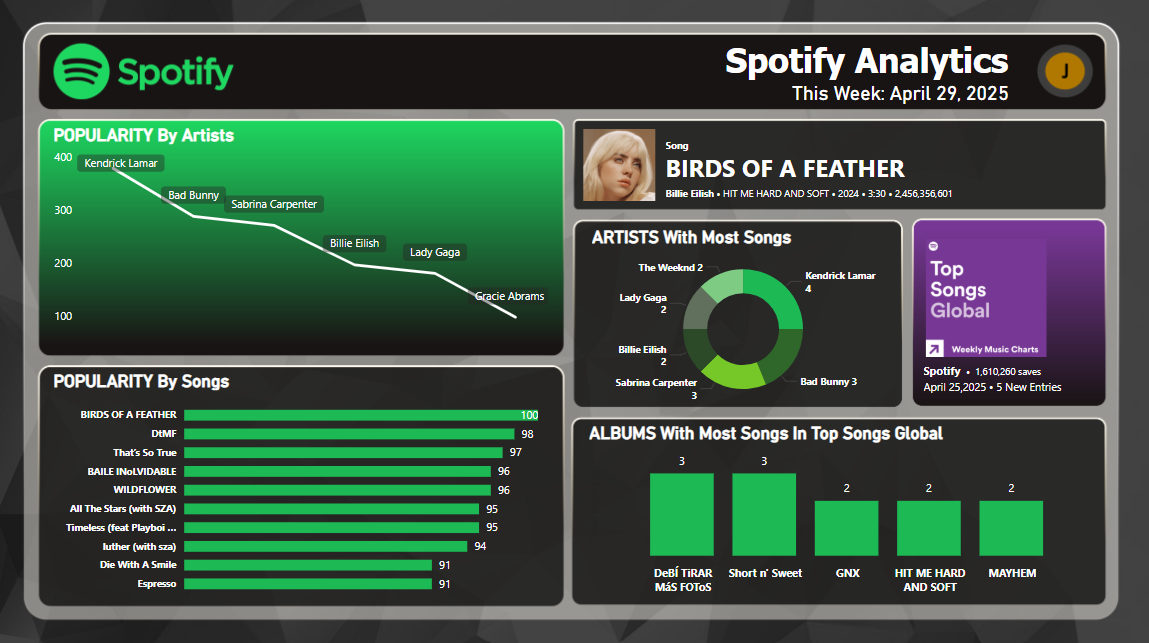 Spotify
Spotify Analytics
This Week: April 29, 2025
J
POPULARITY By Artists
400
300
200
100
Kendrick Lamar
Bad Bunny
Sabrina Carpenter
Billie Eilish
Lady Gaga
Gracie Abrams
Song
BIRDS OF A FEATHER
Billie Eilish • HIT ME HARD AND SOFT • 2024 • 3:30 • 2,456,356,601
ARTISTS With Most Songs
The Weeknd 2
Kendrick Lamar
4
Lady Gaga
2
Billie Eilish
2
Sabrina Carpenter
3
Bad Bunny 3
Top
Songs
Global
Weekly Music Charts
Spotify • 1,610,260 saves
April 25,2025 • 5 New Entries
POPULARITY By Songs
BIRDS OF A FEATHER 100
DtMF 98
That's So True 97
BAILE INoLVIDABLE 96
WILDFLOWER 96
All The Stars (with SZA) 95
Timeless (feat Playboi ... 95
luther (with sza) 94
Die With A Smile 91
Espresso 91
ALBUMS With Most Songs In Top Songs Global
3 3 2 2 2
DeBÍ TiRAR
MáS FOToS
Short n' Sweet
GNX
HIT ME HARD
AND SOFT
MAYHEM